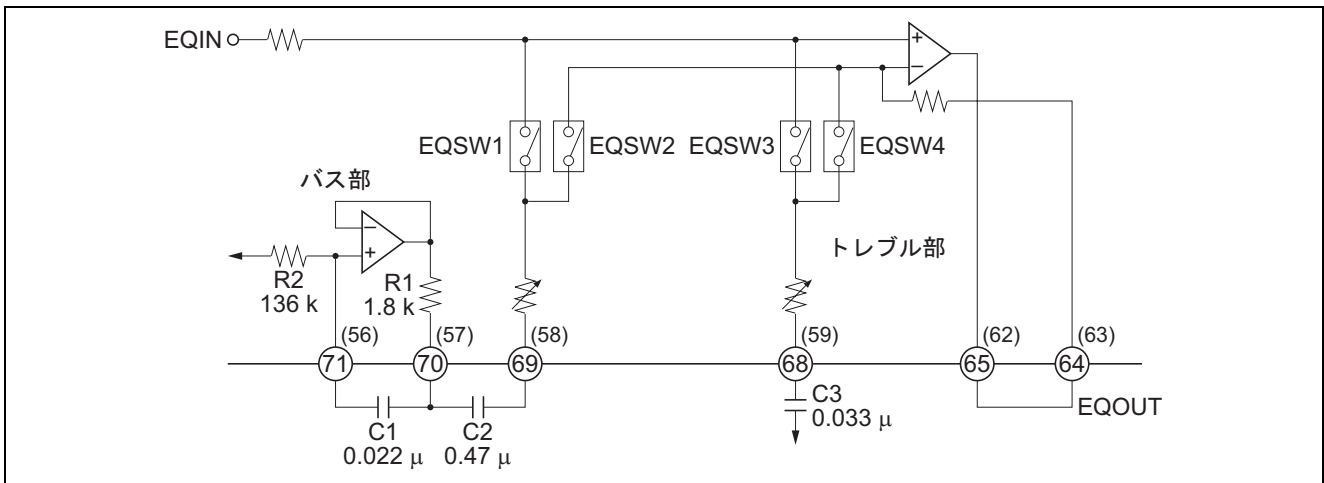 EQIN
EQSW1
EQSW2
EQSW3
EQSW4
バス部
トレブル部
R2
136 k
R1
1.8 k
(56)
(57)
(58)
(59)
(62)
(63)
71
70
69
68
65
64
C1
0.022 μ
C2
0.47 μ
C3
0.033 μ
EQOUT
+
−
−
+